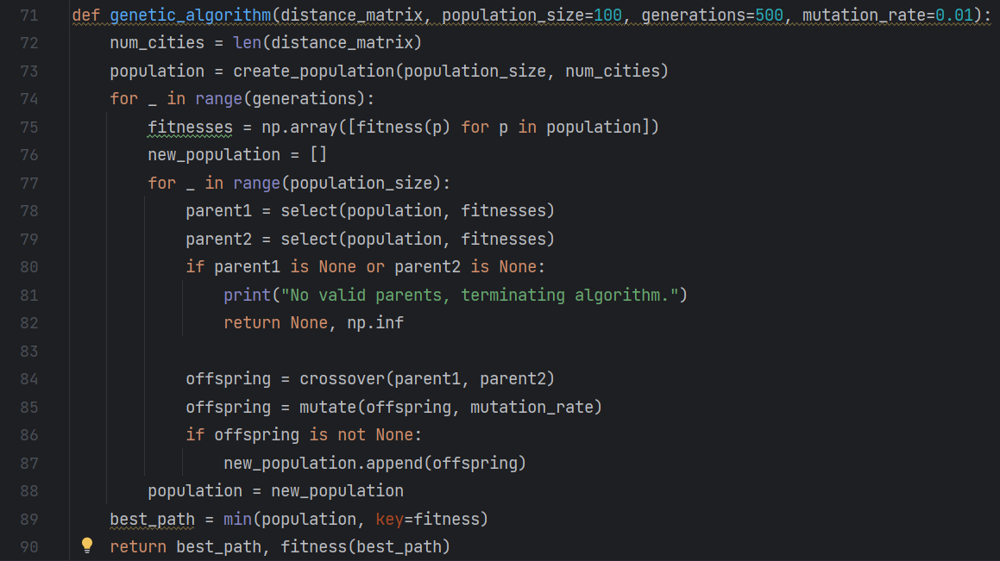 71 def genetic_algorithm(distance_matrix, population_size=100, generations=500, mutation_rate=0.01):
72     num_cities = len(distance_matrix)
73     population = create_population(population_size, num_cities)
74     for _ in range(generations):
75         fitnesses = np.array([fitness(p) for p in population])
76         new_population = []
77         for _ in range(population_size):
78             parent1 = select(population, fitnesses)
79             parent2 = select(population, fitnesses)
80             if parent1 is None or parent2 is None:
81                 print("No valid parents, terminating algorithm.")
82                 return None, np.inf
83
84             offspring = crossover(parent1, parent2)
85             offspring = mutate(offspring, mutation_rate)
86             if offspring is not None:
87                 new_population.append(offspring)
88         population = new_population
89     best_path = min(population, key=fitness)
90     return best_path, fitness(best_path)